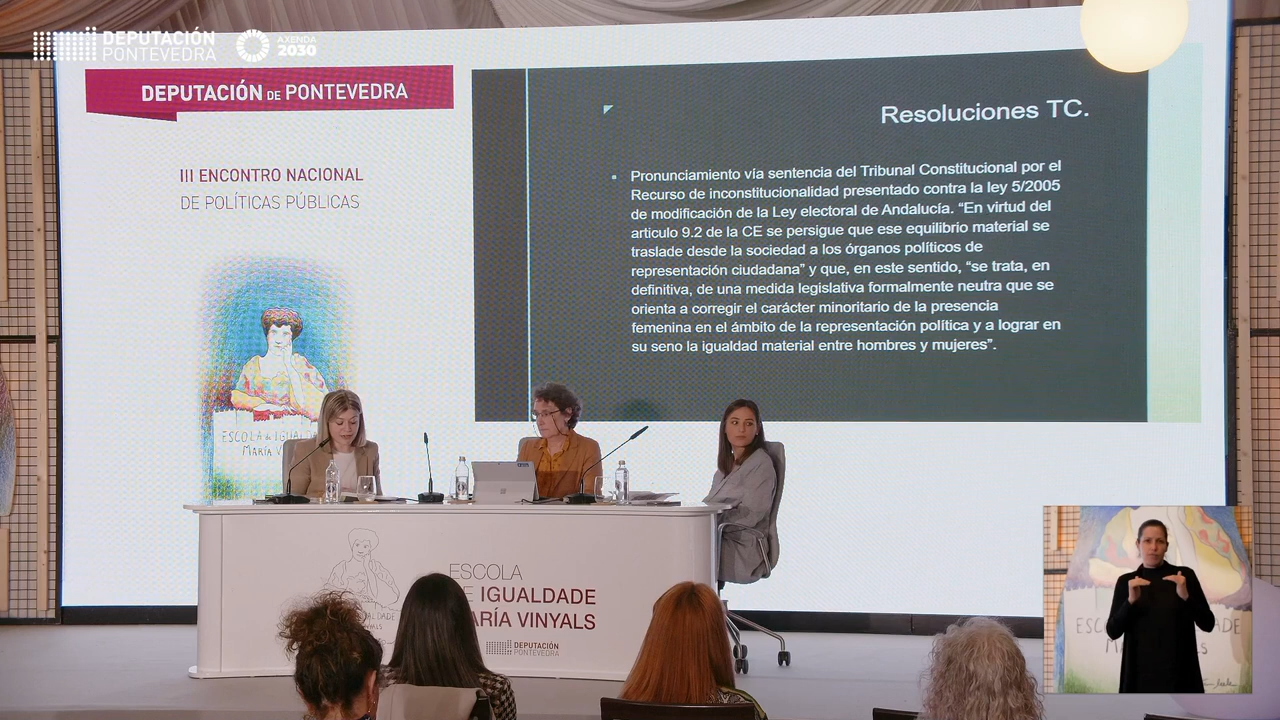 DEPUTACIÓN
PONTEVEDRA
AXENDA
2030
DEPUTACIÓN DE PONTEVEDRA
III ENCONTRO NACIONAL
DE POLÍTICAS PÚBLICAS
Resoluciones TC.
Pronunciamiento vía sentencia del Tribunal Constitucional por el
Recurso de inconstitucionalidad presentado contra la ley 5/2005
de modificación de la Ley electoral de Andalucía. “En virtud del
articulo 9.2 de la CE se persigue que ese equilibrio material se
traslade desde la sociedad a los órganos políticos de
representación ciudadana” y que, en este sentido, “se trata, en
definitiva, de una medida legislativa formalmente neutra que se
orienta a corregir el carácter minoritario de la presencia
femenina en el ámbito de la representación política y a lograr en
su seno la igualdad material entre hombres y mujeres”.
ESCOLA
MARÍA
ESCOLA
E IGUALDADE
ARÍA VINYALS
DEPUTACIÓN
PONTEVEDRA